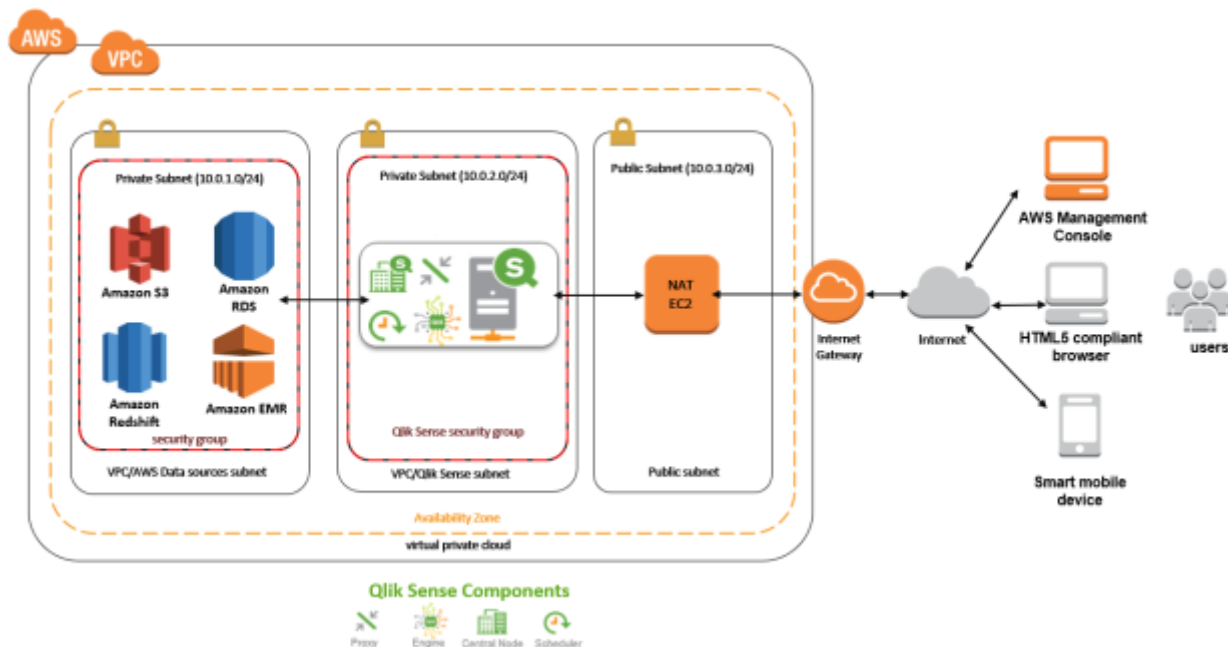 AWS
VPC
Private Subnet (10.0.1.0/24)
Private Subnet (10.0.2.0/24)
Public Subnet (10.0.3.0/24)
Amazon S3
Amazon
RDS
Amazon
Redshift
Amazon EMR
security group
VPC/AWS Data sources subnet
S
S
Qlik Sense security group
VPC/Qlik Sense subnet
NAT
EC2
Public subnet
Availability Zone
virtual private cloud
Internet
Gateway
Internet
AWS Management
Console
HTML5 compliant
browser
users
Smart mobile
device
Qlik Sense Components
Proxy
Engine
Central Node
Scheduler